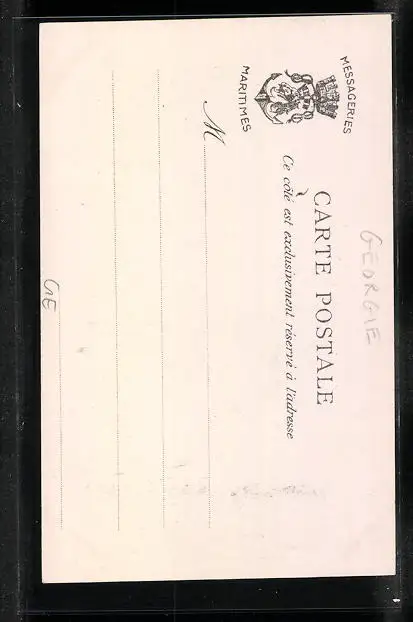 GEORGIE
MESSAGERIES
MARITIMES
CARTE POSTALE
Ce côté est exclusivement réservé à l'adresse
M
GE